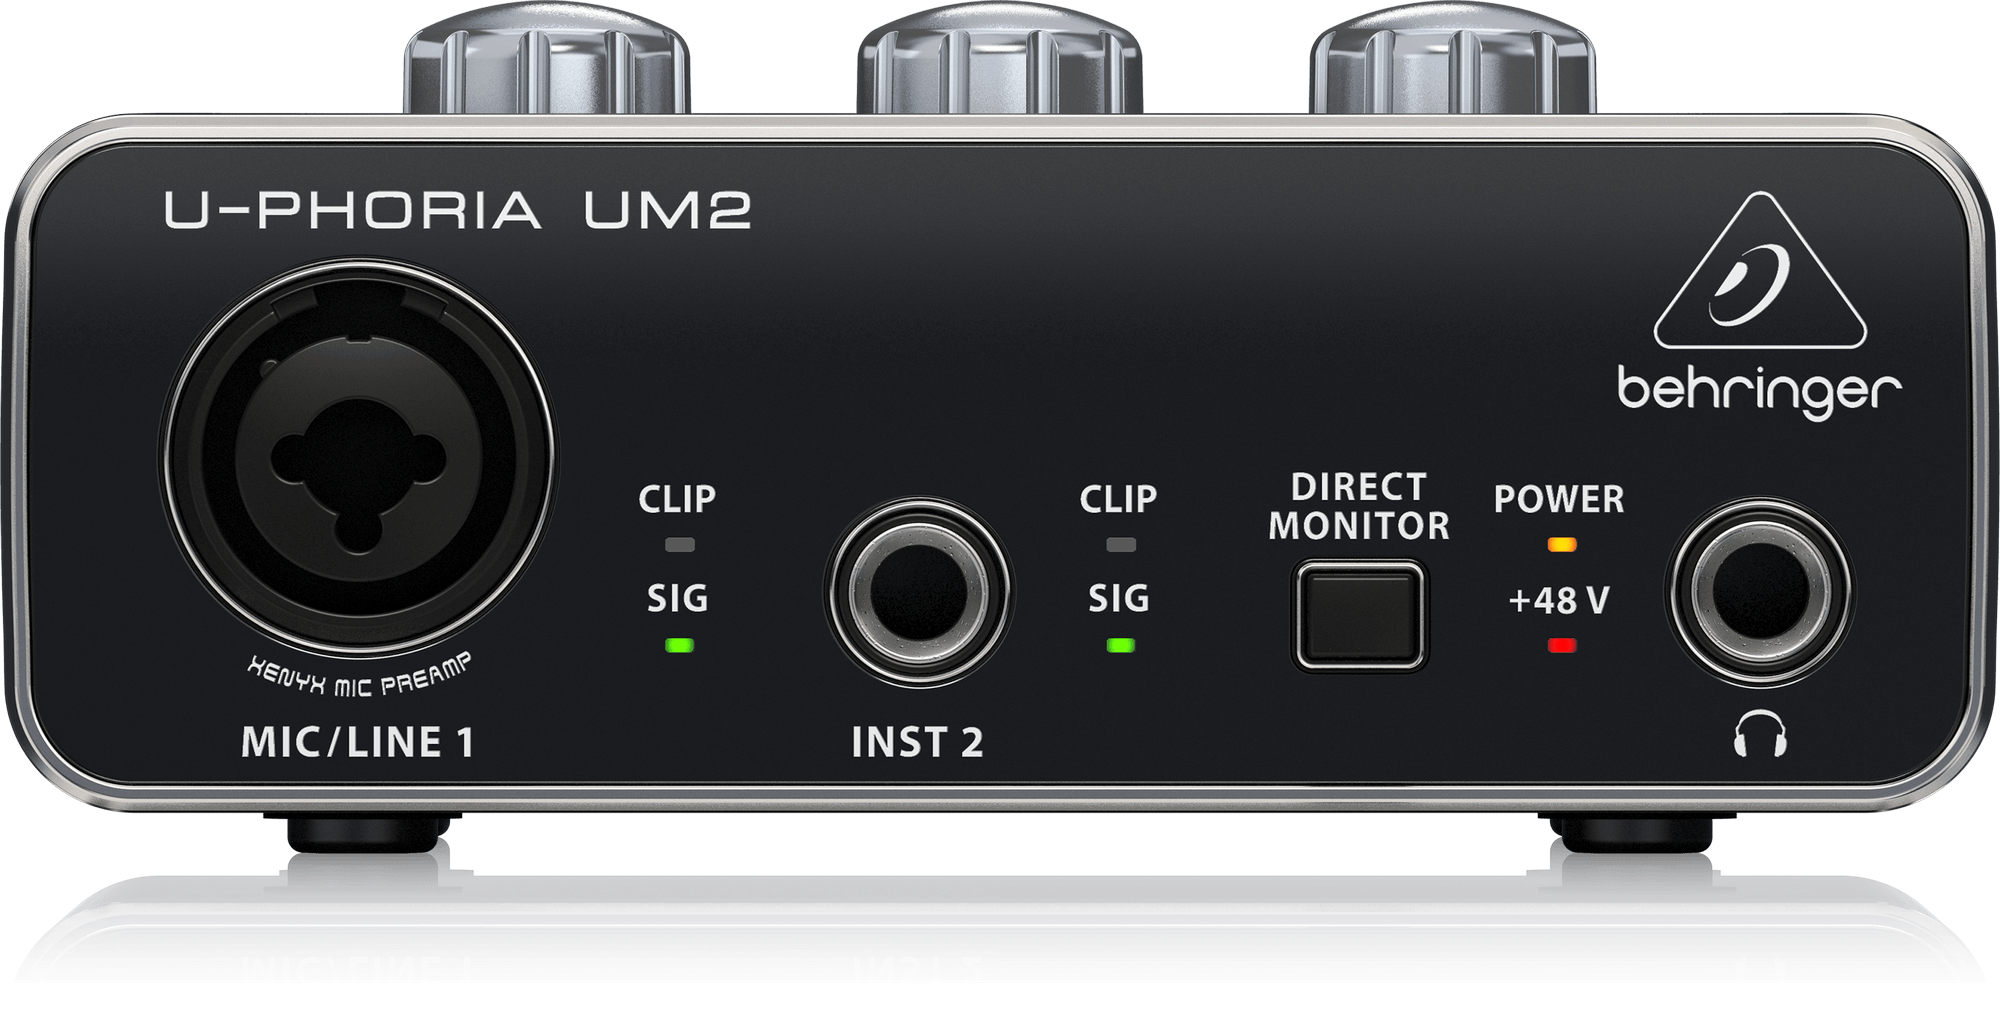 U-PHORIA UM2
behringer
CLIP
CLIP
DIRECT
MONITOR
POWER
SIG
SIG
+48 V
XENYX MIC PREAMP
MIC/LINE 1
INST 2